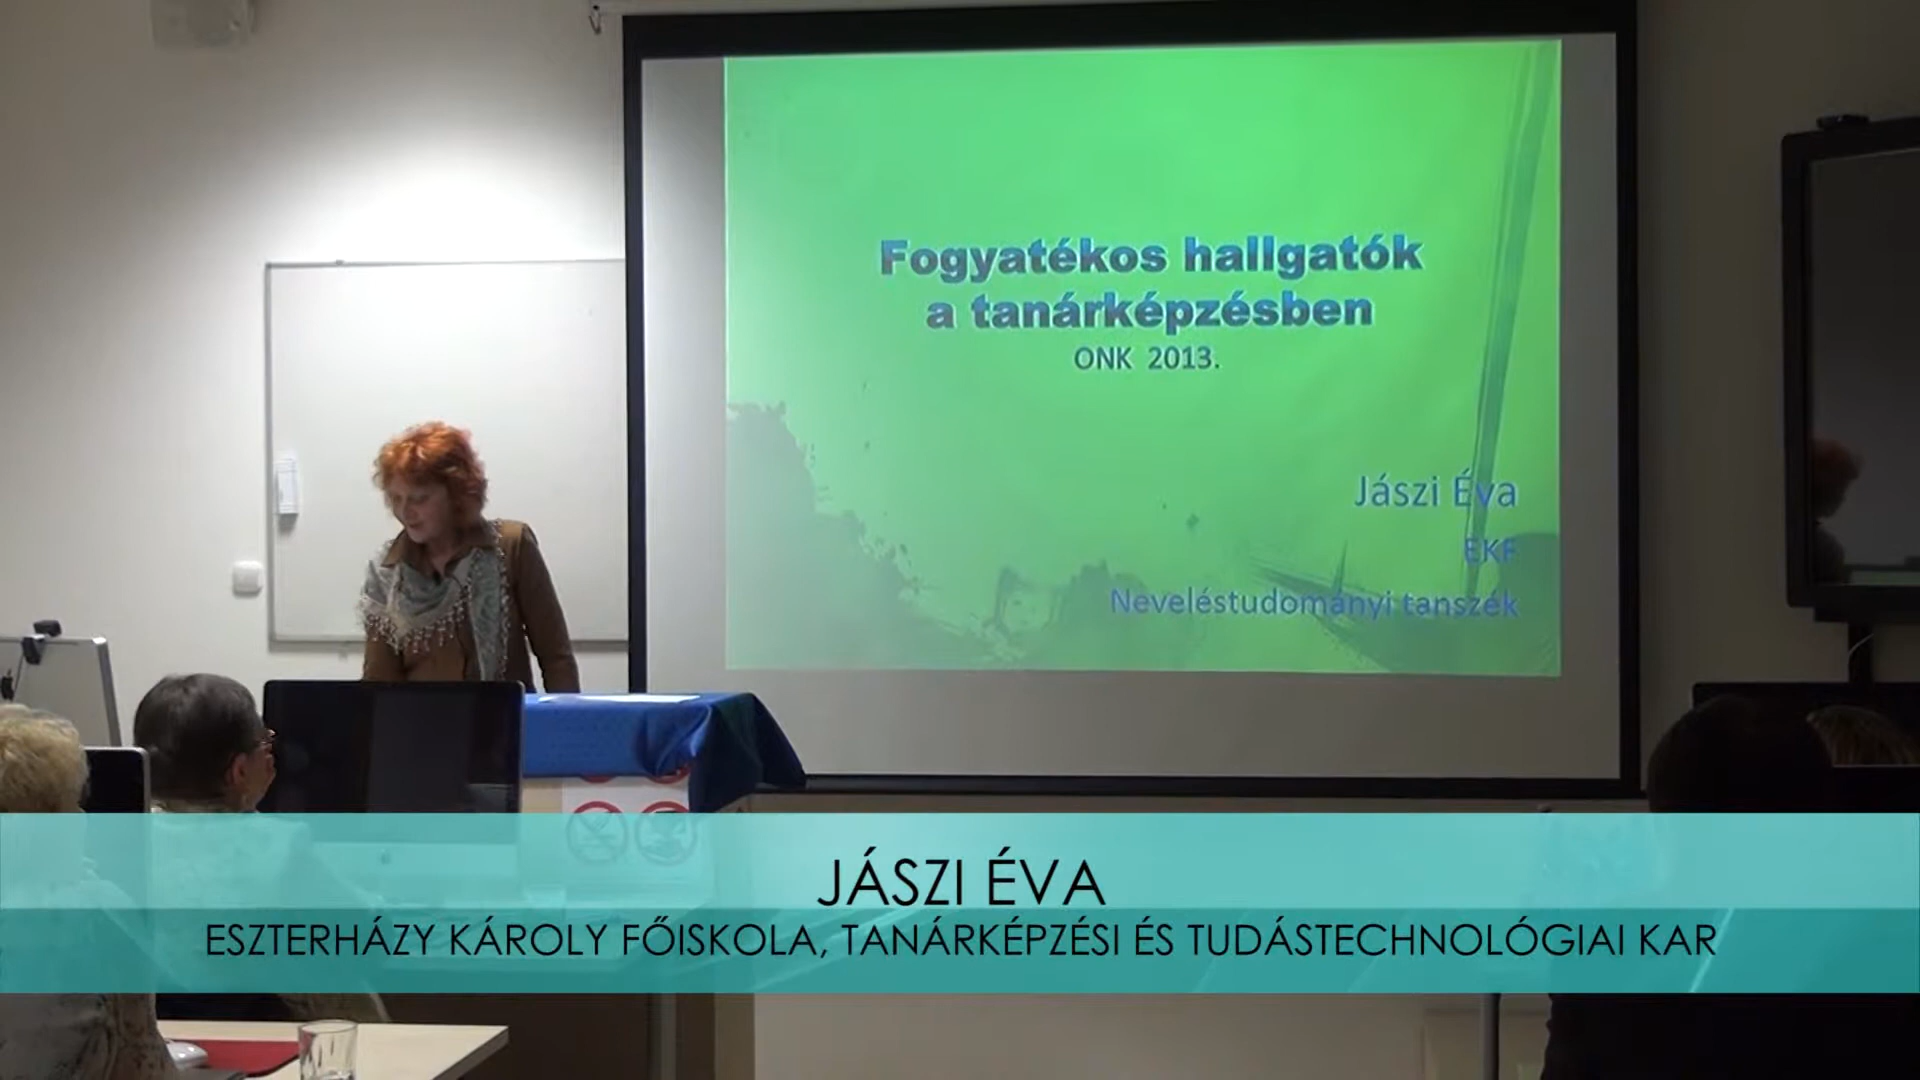 Fogyatékos hallgatók
a tanárképzésben
ONK 2013.
Jászi Éva
EKF
Neveléstudományi tanszék
JÁSZI ÉVA
ESZTERHÁZY KÁROLY FŐISKOLA, TANÁRKÉPZÉSI ÉS TUDÁSTECHNOLÓGIAI KAR